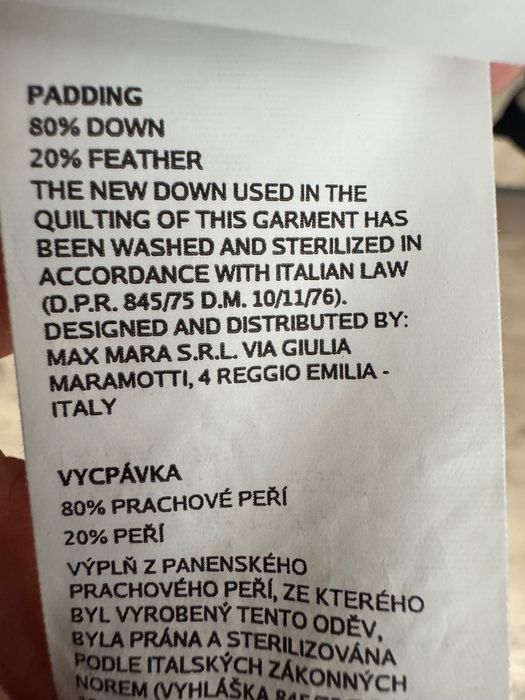 PADDING
80% DOWN
20% FEATHER
THE NEW DOWN USED IN THE
QUILTING OF THIS GARMENT HAS
BEEN WASHED AND STERILIZED IN
ACCORDANCE WITH ITALIAN LAW
(D.P.R. 845/75 D.M. 10/11/76).
DESIGNED AND DISTRIBUTED BY:
MAX MARA S.R.L. VIA GIULIA
MARAMOTTI, 4 REGGIO EMILIA -
ITALY
VYCPÁVKA
80% PRACHOVÉ PEŘÍ
20% PEŘÍ
VÝPLŇ Z PANENSKÉHO
PRACHOVÉHO PEŘÍ, ZE KTERÉHO
BYL VYROBENÝ TENTO ODĚV,
BYLA PRÁNA A STERILIZOVÁNA
PODLE ITALSKÝCH ZÁKONNÝCH
NOREM (VYHLÁŠKA